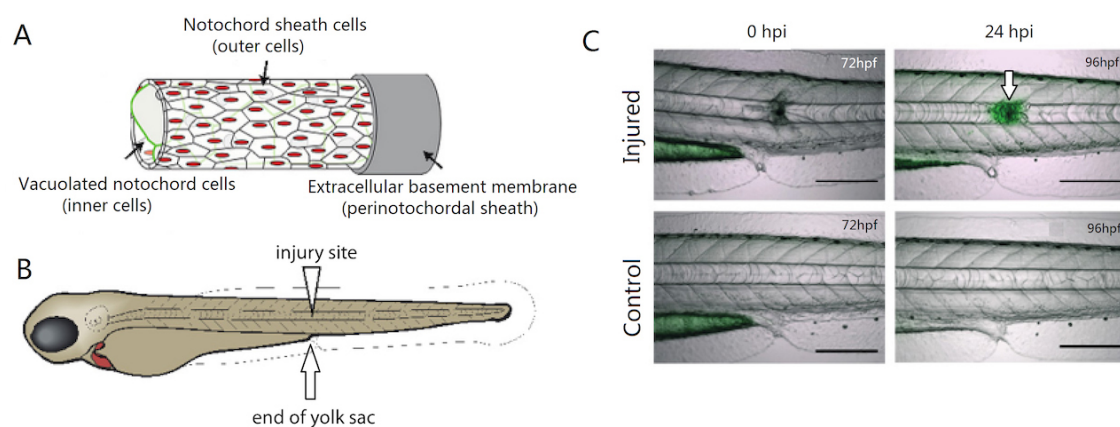 A
Notochord sheath cells
(outer cells)
Vacuolated notochord cells
(inner cells)
Extracellular basement membrane
(perinotochordal sheath)
B
injury site
end of yolk sac
C
0 hpi
24 hpi
Injured
72hpf
96hpf
Control
72hpf
96hpf